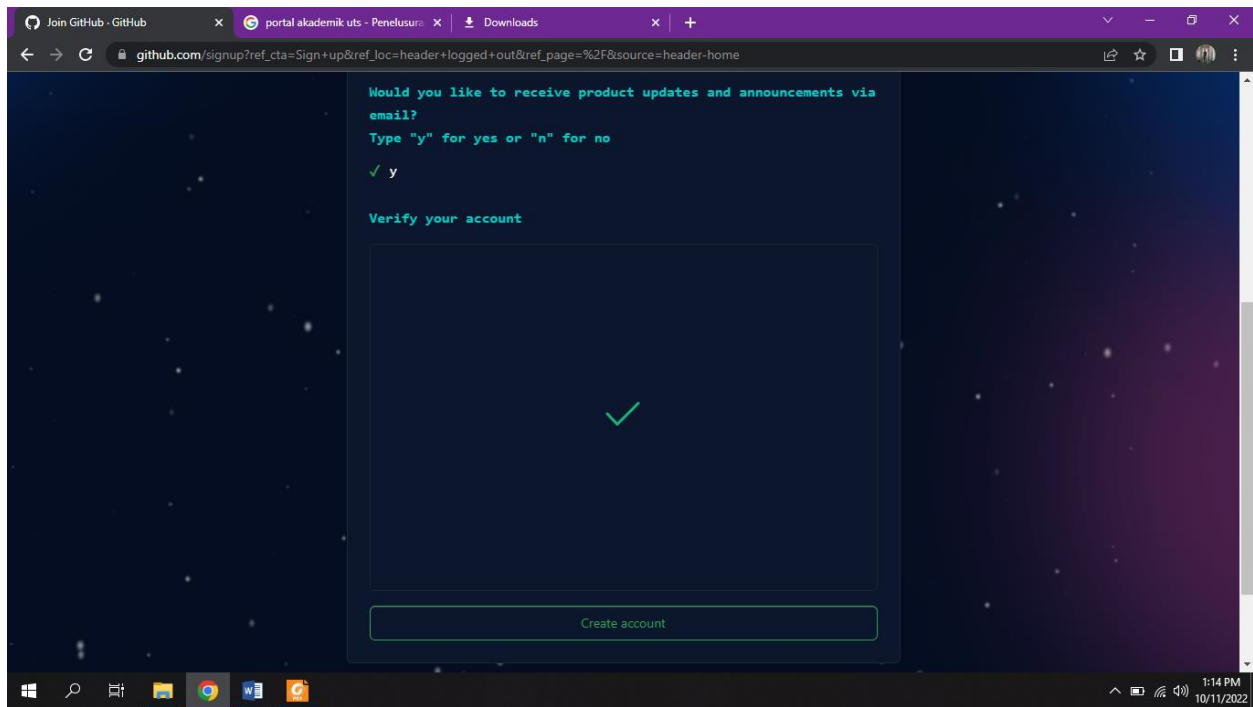 Join GitHub · GitHub
portal akademik uts - Penelusura
Downloads
github.com/signup?ref_cta=Sign+up&ref_loc=header+logged+out&ref_page=%2F&source=header-home
Would you like to receive product updates and announcements via
email?
Type "y" for yes or "n" for no
✓ y
Verify your account
Create account
1:14 PM
10/11/2022